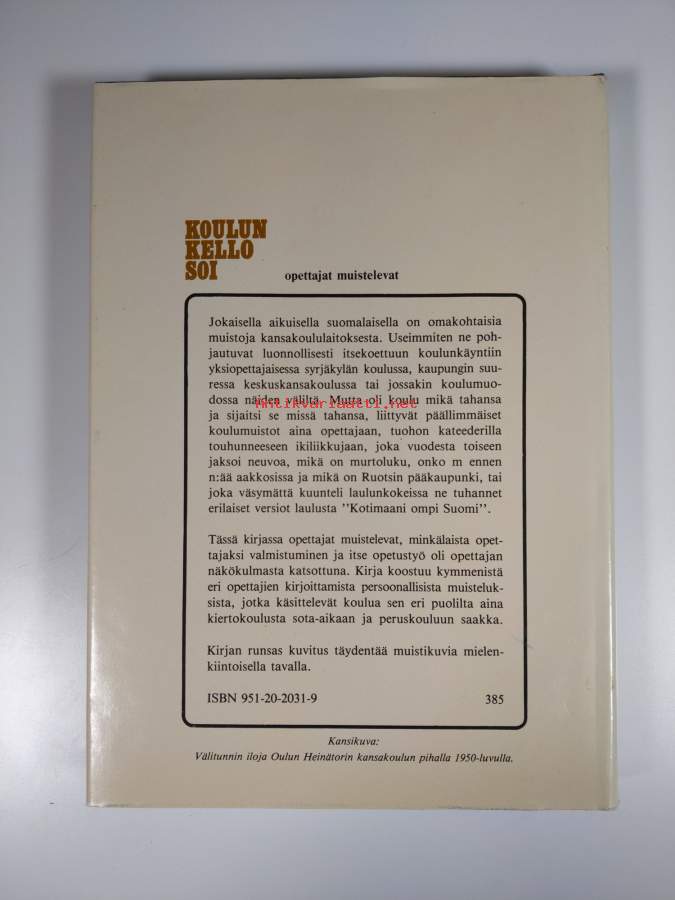 KOULUN
KELLO
SOI
opettajat muistelevat
Jokaisella aikuisella suomalaisella on omakohtaisia
muistoja kansakoululaitoksesta. Useimmiten ne poh-
jautuvat luonnollisesti itsekoettuun koulunkäyntiin
yksiopettajaisessa syrjäkylän koulussa, kaupungin suu-
ressa keskuskansakoulussa tai jossakin koulumuo-
dossa näiden väliltä. Mutta oli koulu mikä tahansa
Antikvariaatti.net
ja sijaitsi se missä tahansa, liittyvät päällimmäiset
koulumuistot aina opettajaan, tuohon kateederilla
touhunneeseen ikiliikkujaan, joka vuodesta toiseen
jaksoi neuvoa, mikä on murtoluku, onko m ennen
n:ää aakkosissa ja mikä on Ruotsin pääkaupunki, tai
joka väsymättä kuunteli laulunkokeissa ne tuhannet
erilaiset versiot laulusta ''Kotimaani ompi Suomi''.
Tässä kirjassa opettajat muistelevat, minkälaista opet-
tajaksi valmistuminen ja itse opetustyö oli opettajan
näkökulmasta katsottuna. Kirja koostuu kymmenistä
eri opettajien kirjoittamista persoonallisista muisteluk-
sista, jotka käsittelevät koulua sen eri puolilta aina
kiertokoulusta sota-aikaan ja peruskouluun saakka.
Kirjan runsas kuvitus täydentää muistikuvia mielen-
kiintoisella tavalla.
ISBN 951-20-2031-9 385
Kansikuva:
Välitunnin iloja Oulun Heinätorin kansakoulun pihalla 1950-luvulla.